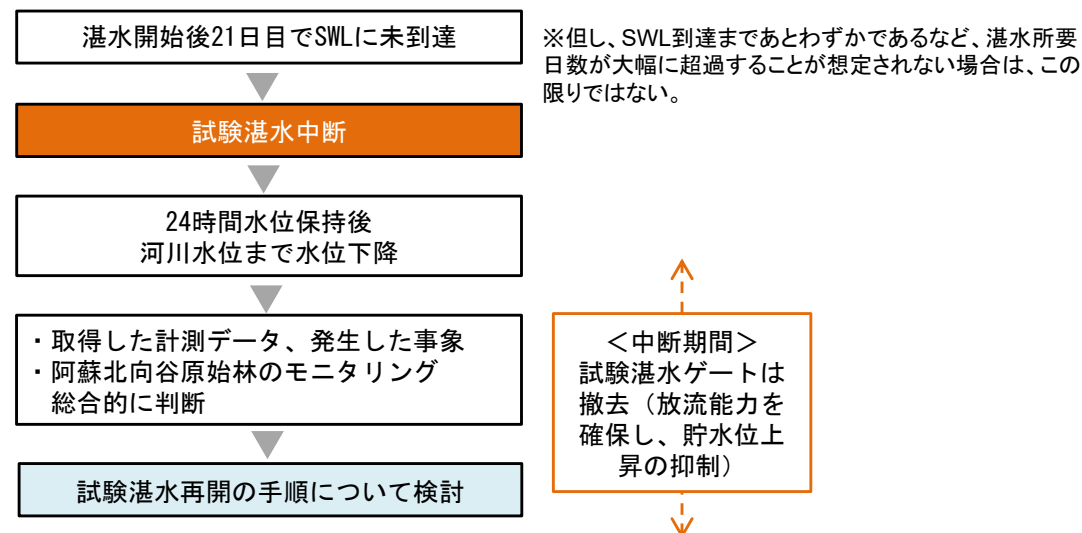 湛水開始後21日目でSWLに未到達
※但し、SWL到達まであとわずかであるなど、湛水所要
日数が大幅に超過することが想定されない場合は、この
限りではない。
試験湛水中断
24時間水位保持後
河川水位まで水位下降
・取得した計測データ、発生した事象
・阿蘇北向谷原始林のモニタリング
総合的に判断
＜中断期間＞
試験湛水ゲートは
撤去（放流能力を
確保し、貯水位上
昇の抑制）
試験湛水再開の手順について検討